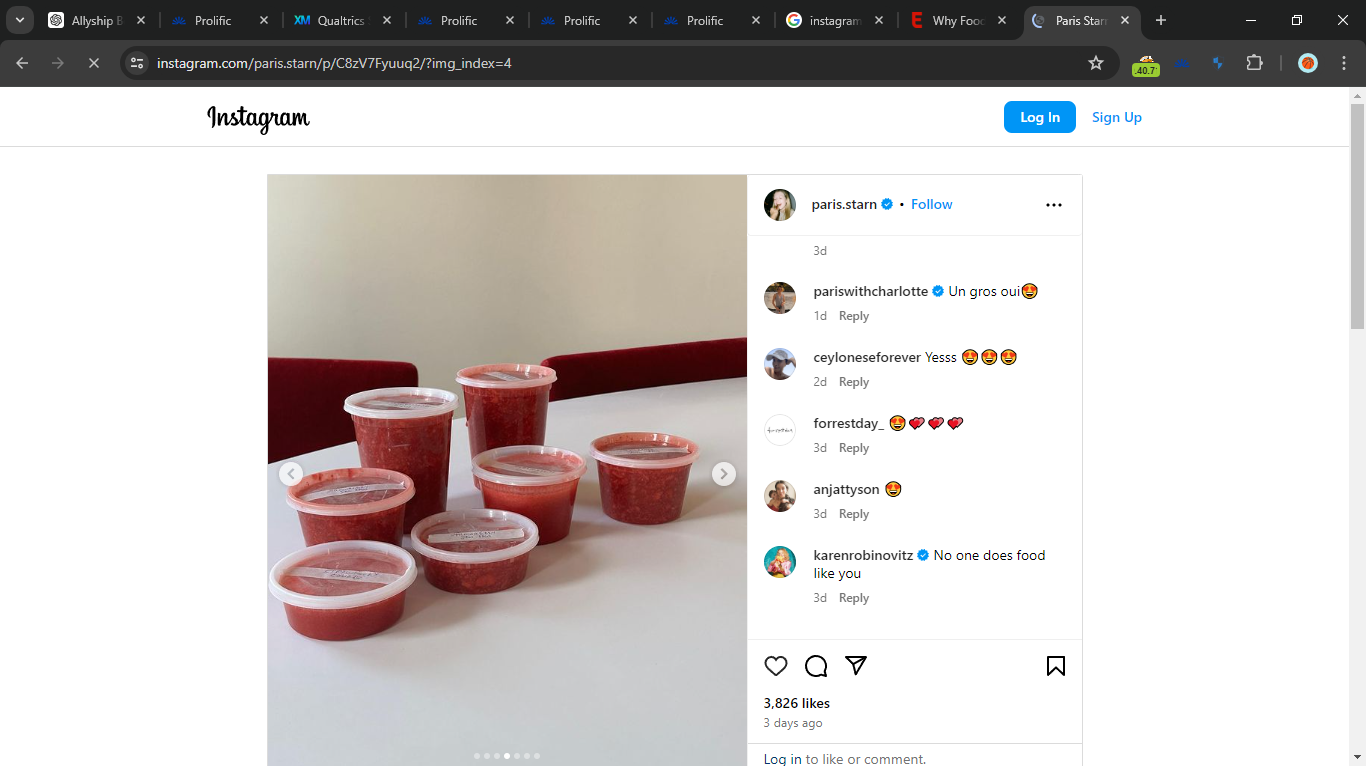 Allyship B
Prolific
Qualtrics
Prolific
Prolific
Prolific
instagram
Why Food
Paris Starn
instagram.com/paris.starn/p/C8zV7Fyuuq2/?img_index=4
40.7
Instagram
Log In
Sign Up
paris.starn • Follow
3d
pariswithcharlotte Un gros oui😍
1d Reply
ceyloneseforever Yesss 😍😍😍
2d Reply
forrestday_ 😍💕💕💕
3d Reply
anjattyson 😍
3d Reply
karenrobinovitz No one does food
like you
3d Reply
3,826 likes
3 days ago
Log in to like or comment.